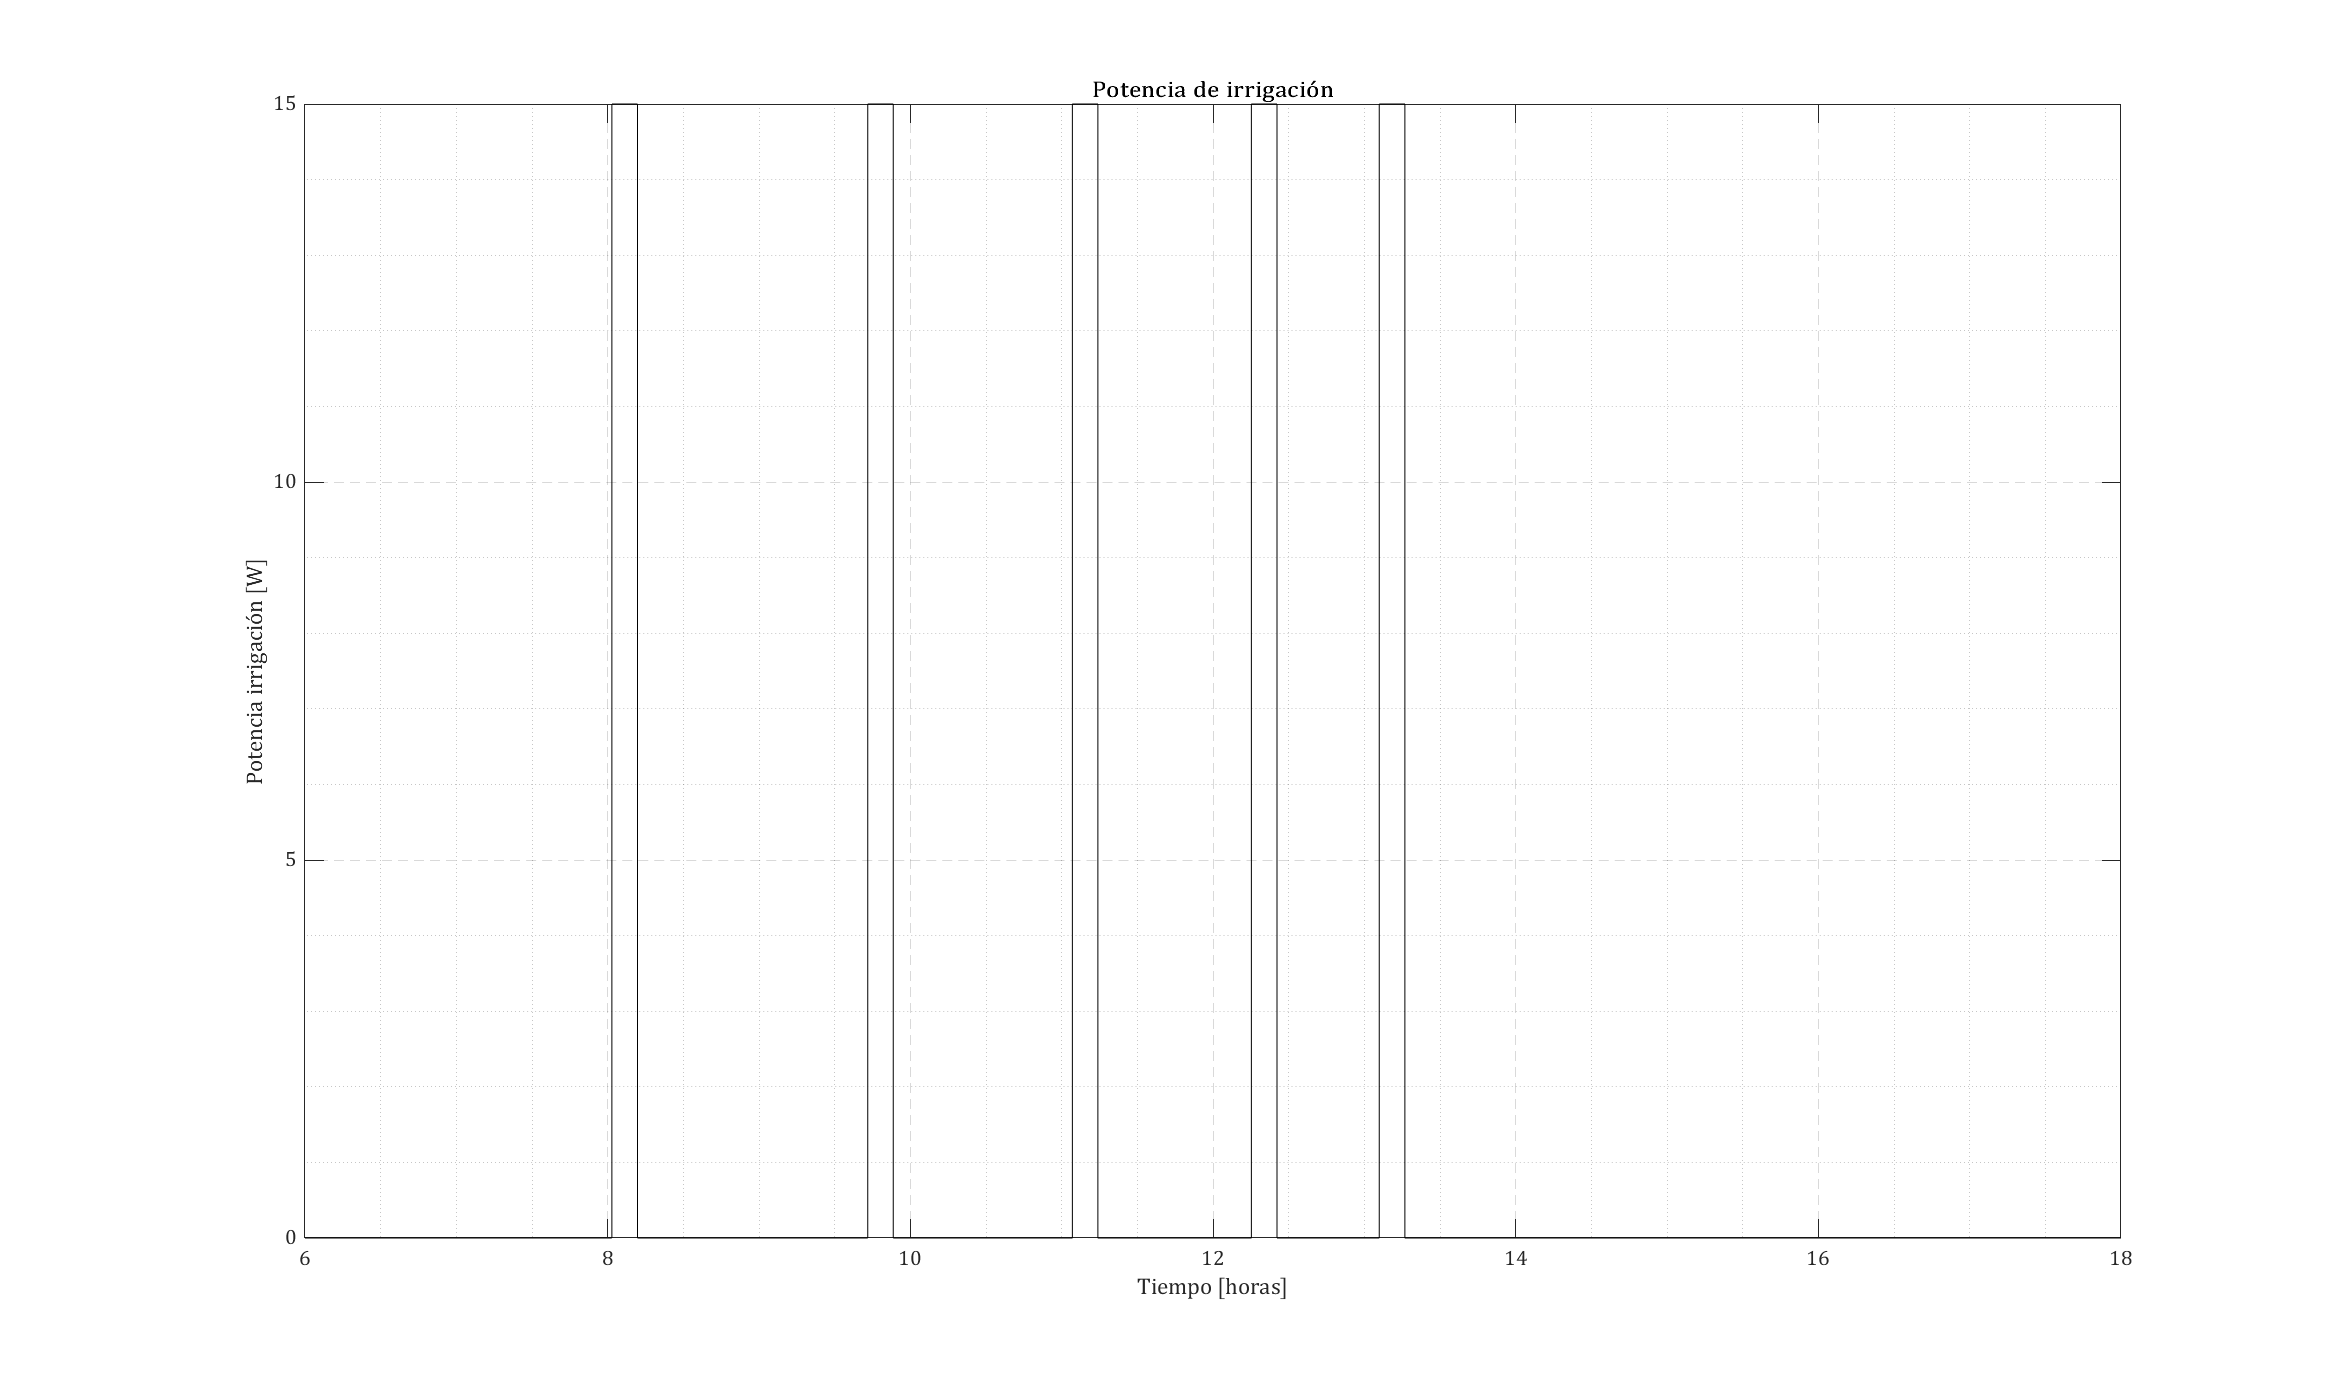 Potencia de irrigación
15
10
5
0
Potencia irrigación [W]
6 8 10 12 14 16 18
Tiempo [horas]